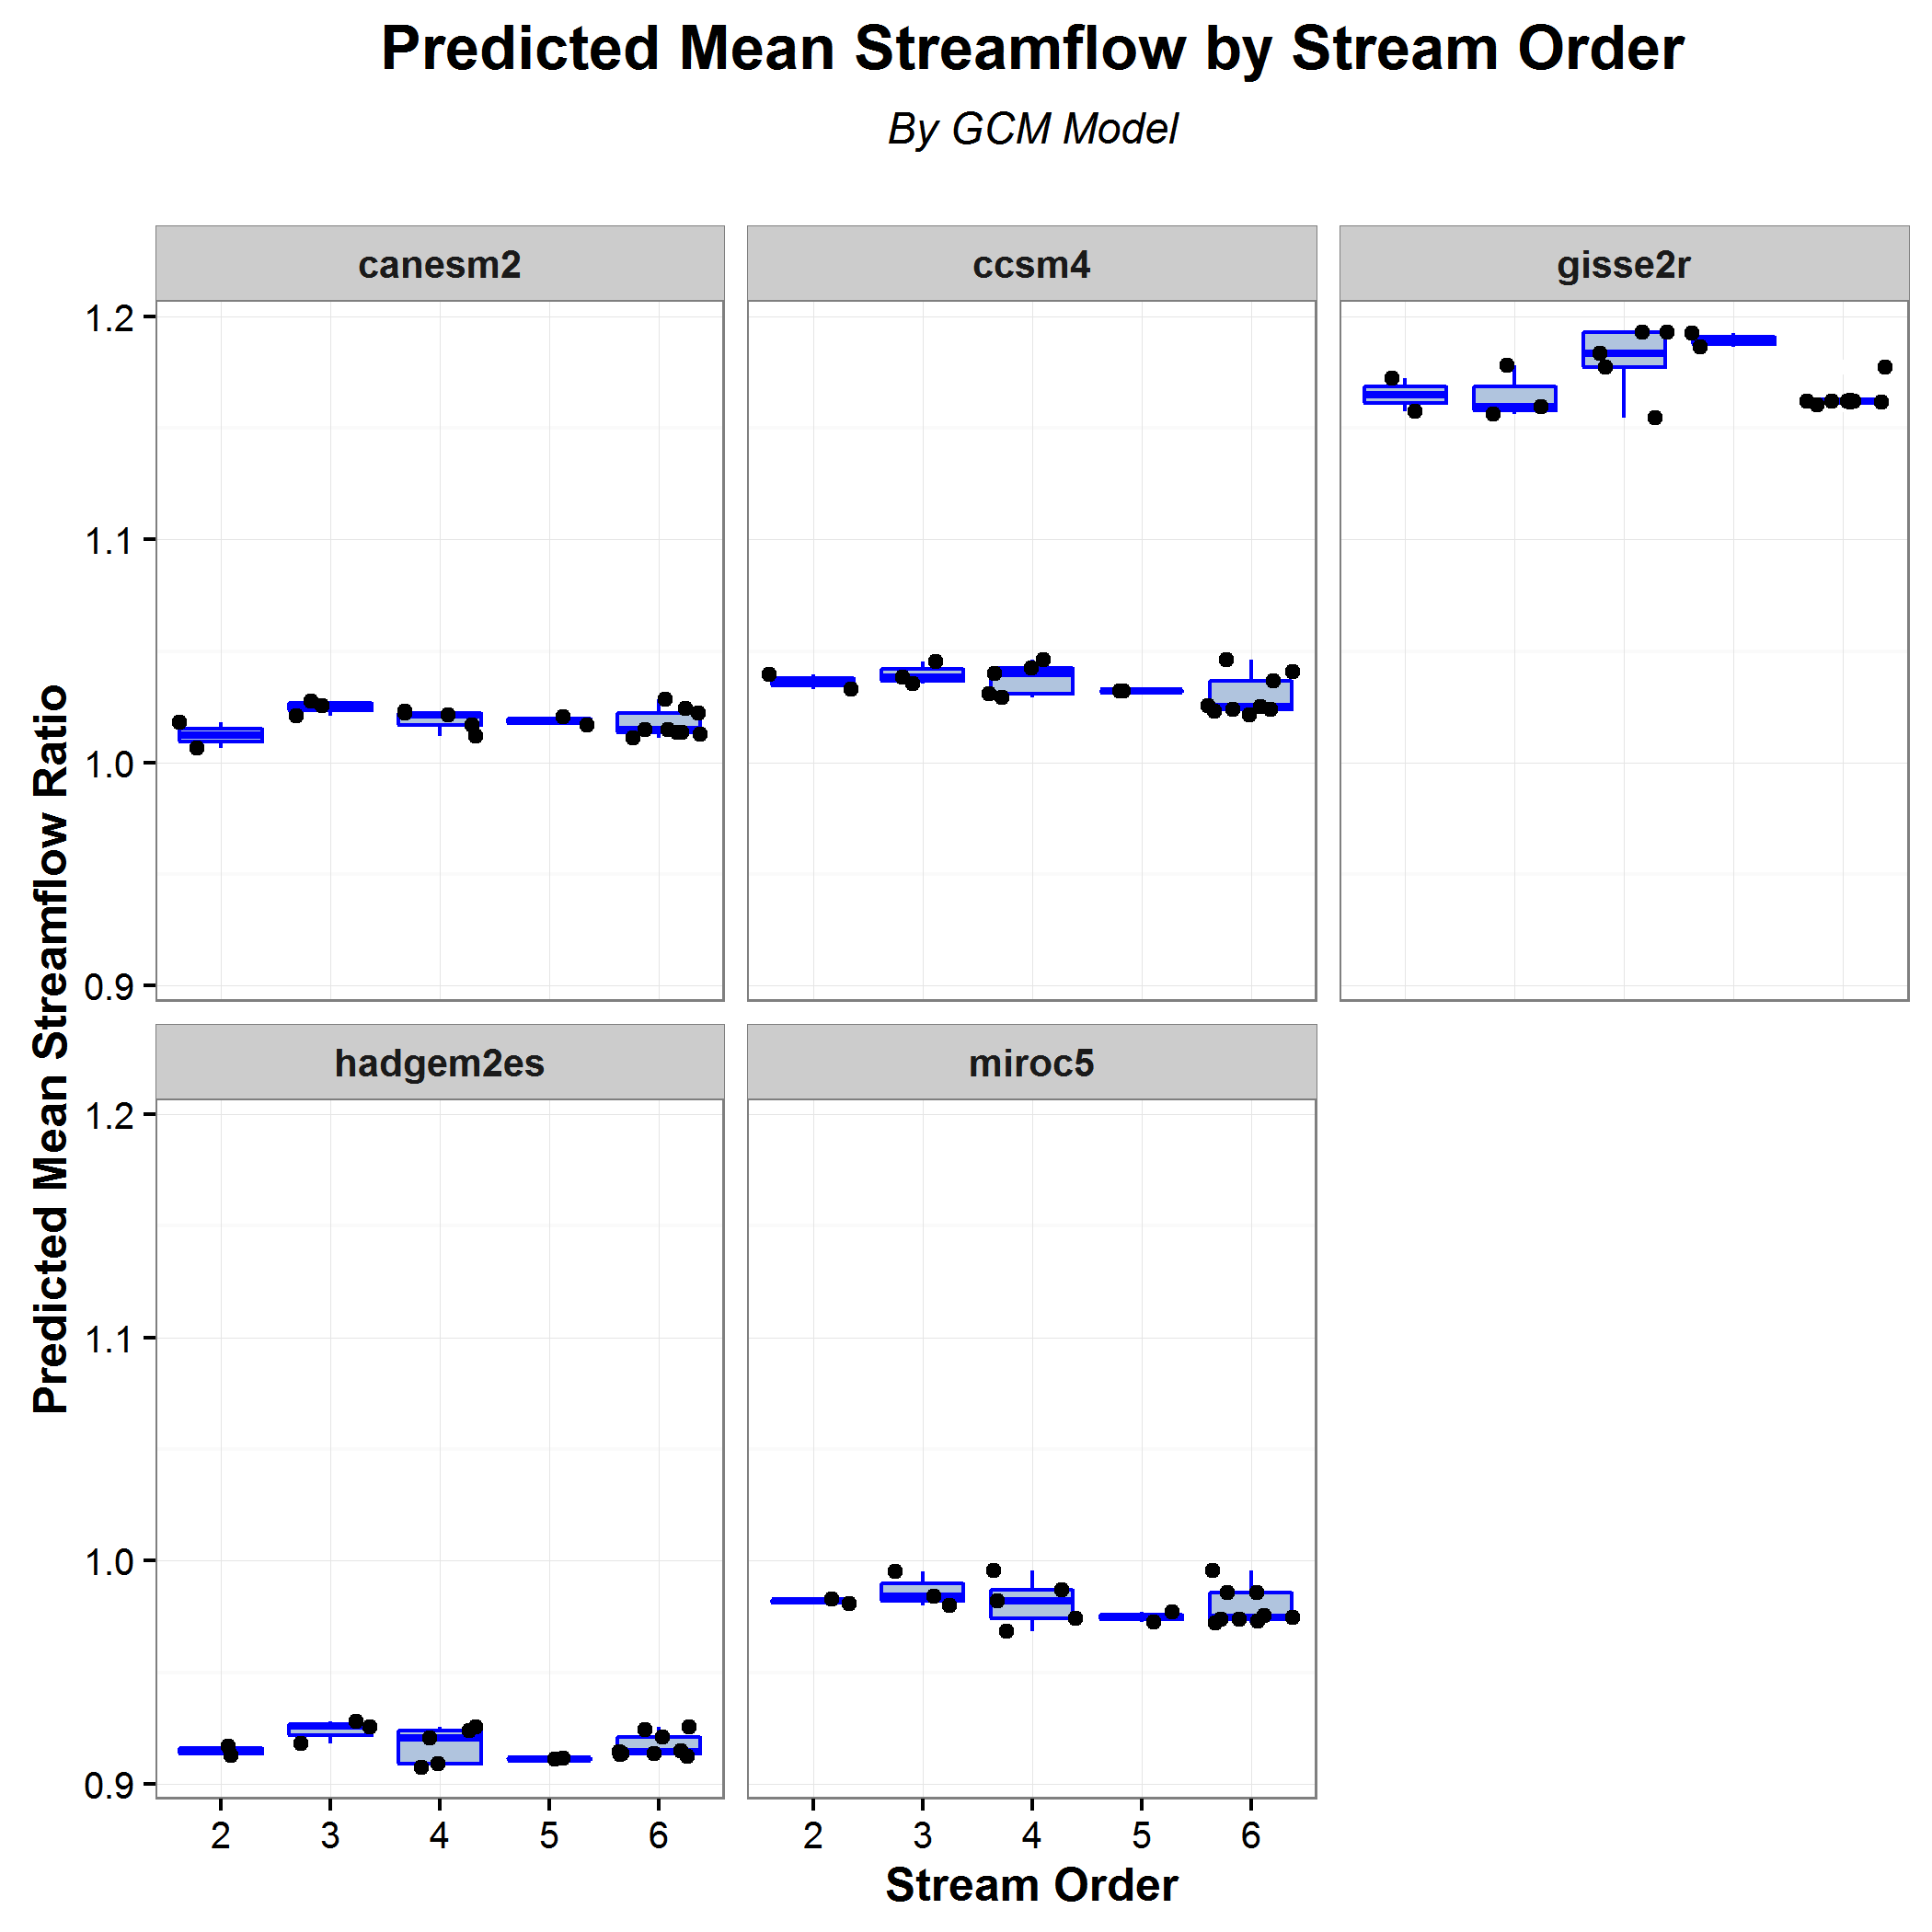 Predicted Mean Streamflow by Stream Order
By GCM Model
canesm2
ccsm4
gisse2r
1.2
1.1
1.0
0.9
Predicted Mean Streamflow Ratio
hadgem2es
miroc5
1.2
1.1
1.0
0.9
2 3 4 5 6
2 3 4 5 6
Stream Order